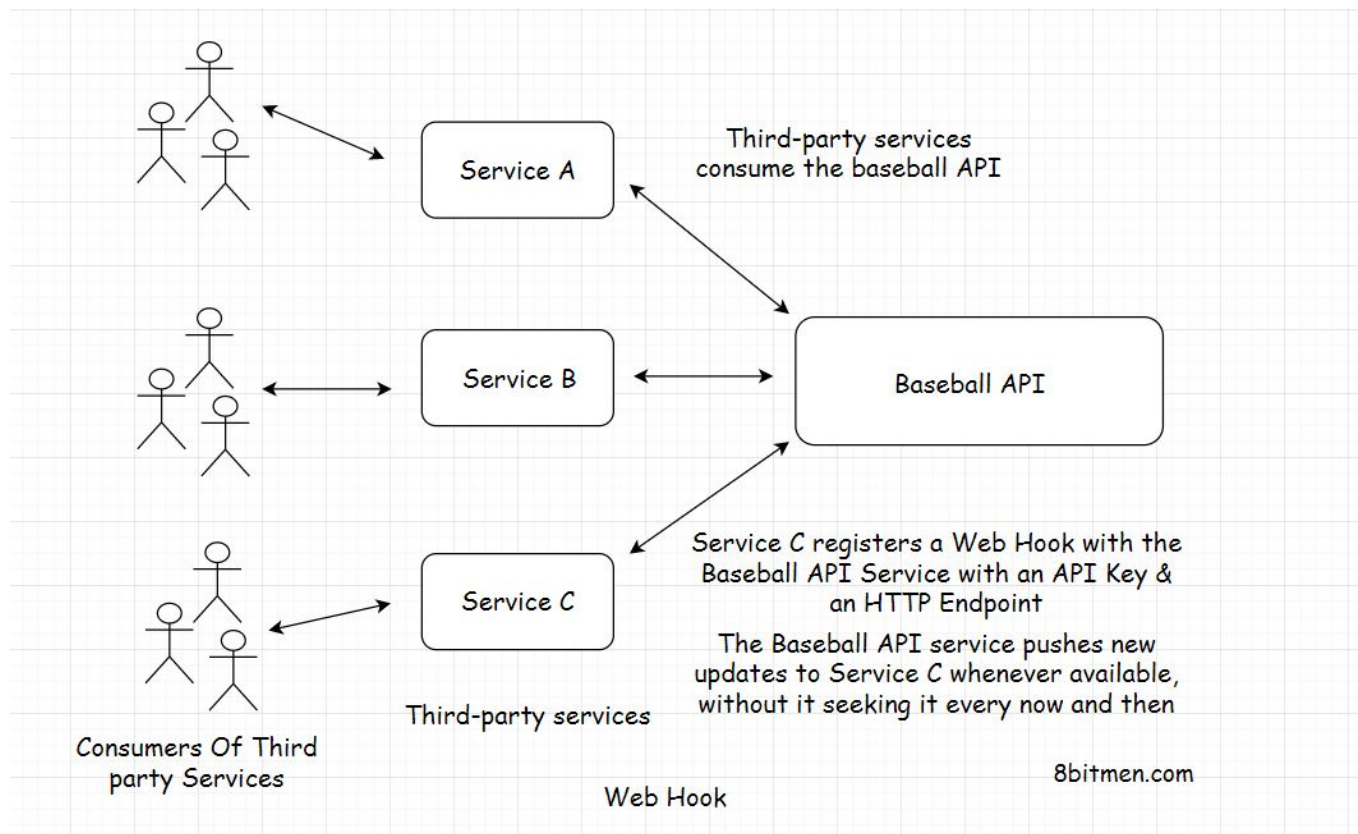 Service A
Third-party services
consume the baseball API
Service B
Baseball API
Service C
Service C registers a Web Hook with the
Baseball API Service with an API Key &
an HTTP Endpoint
The Baseball API service pushes new
updates to Service C whenever available,
without it seeking it every now and then
Third-party services
Consumers Of Third
party Services
8bitmen.com
Web Hook